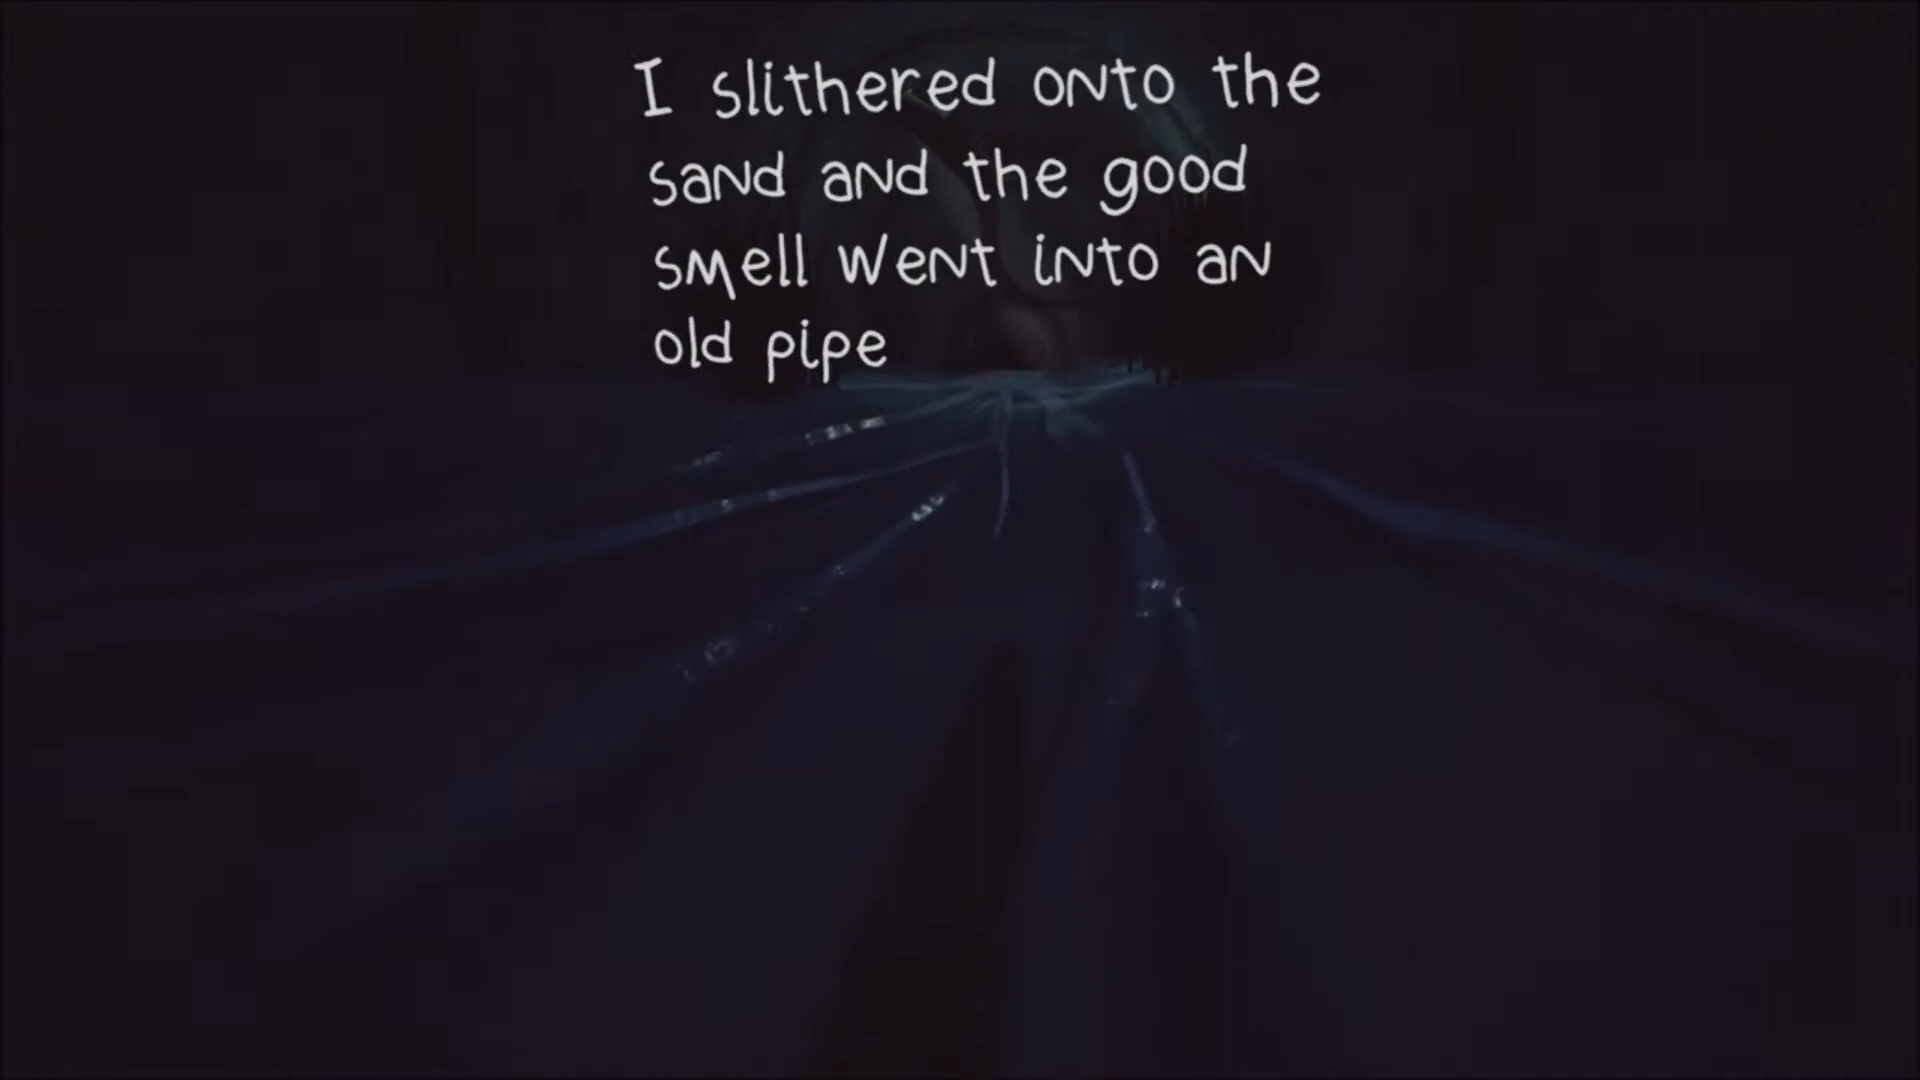 I slithered onto the
sand and the good
smell went into an
old pipe